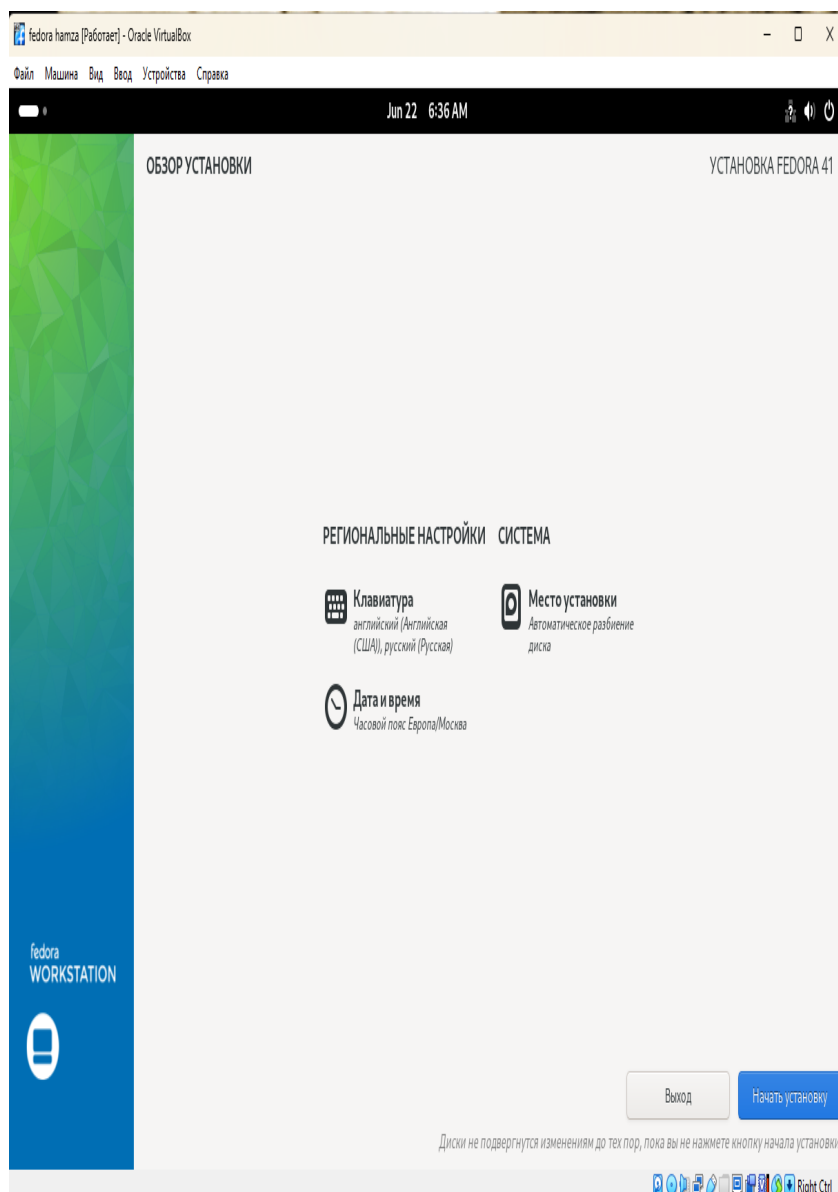 fedora hamza [Работает] - Oracle VirtualBox
Файл Машина Вид Ввод Устройства Справка
Jun 22 6:36 AM
ОБЗОР УСТАНОВКИ
УСТАНОВКА FEDORA 41
РЕГИОНАЛЬНЫЕ НАСТРОЙКИ
СИСТЕМА
Клавиатура
английский (Английская
(США)), русский (Русская)
Место установки
Автоматическое разбиение
диска
Дата и время
Часовой пояс Европа/Москва
fedora
WORKSTATION
Выход
Начать установку
Диски не подвергнутся изменениям до тех пор, пока вы не нажмете кнопку начала установки
Right Ctrl